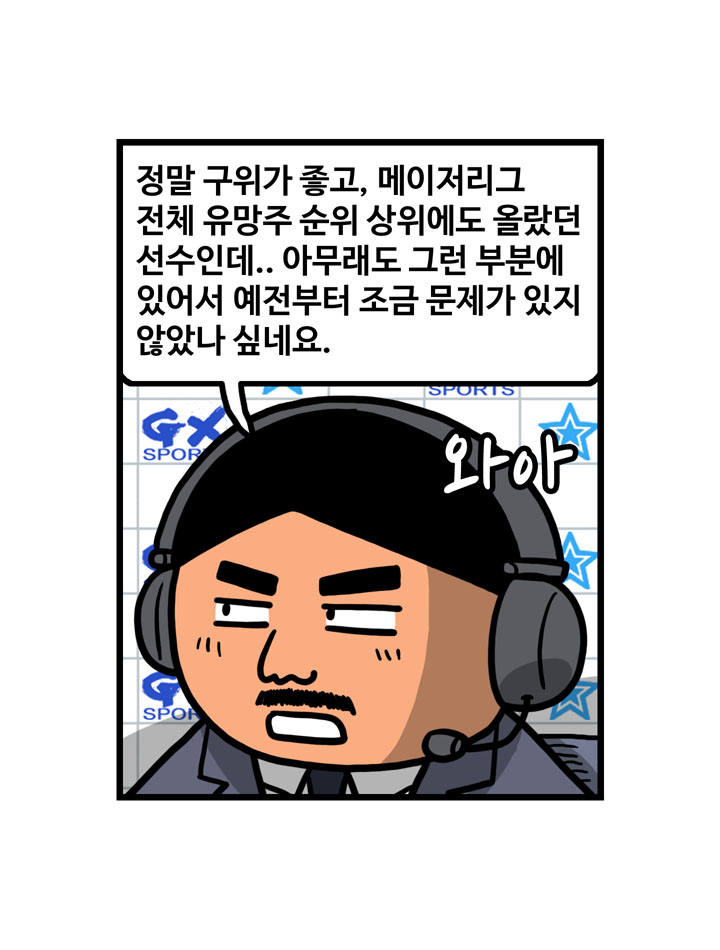 정말 구위가 좋고, 메이저리그
전체 유망주 순위 상위에도 올랐던
선수인데.. 아무래도 그런 부분에
있어서 예전부터 조금 문제가 있지
않았나 싶네요.
SPORTS
GX
SPOR
와아
SPOR